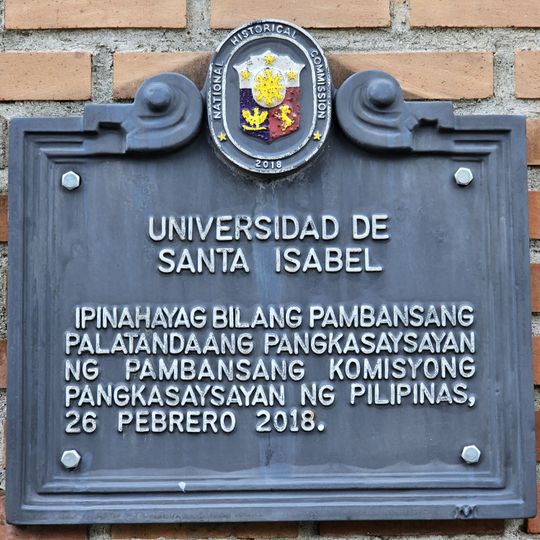 NATIONAL HISTORICAL COMMISSION
2018
UNIVERSIDAD DE
SANTA ISABEL
IPINAHAYAG BILANG PAMBANSANG
PALATANDAANG PANGKASAYSAYAN
NG PAMBANSANG KOMISYONG
PANGKASAYSAYAN NG PILIPINAS,
26 PEBRERO 2018.